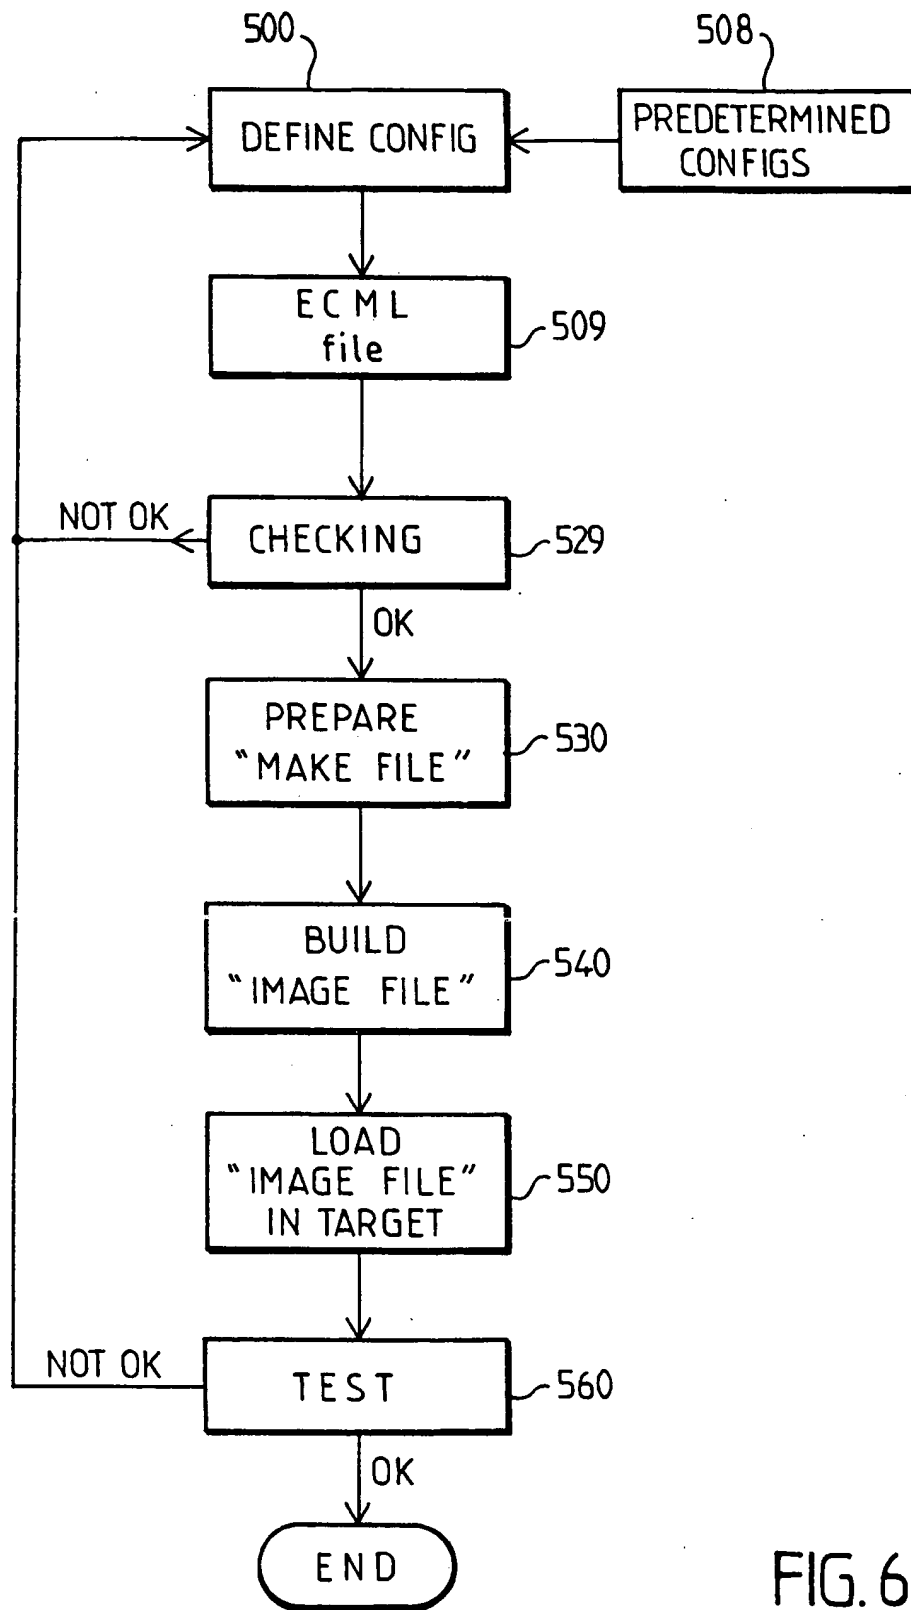 500
508
DEFINE CONFIG
PREDETERMINED
CONFIGS
ECML
file
509
NOT OK
CHECKING
529
OK
PREPARE
"MAKE FILE"
530
BUILD
"IMAGE FILE"
540
LOAD
"IMAGE FILE"
IN TARGET
550
NOT OK
TEST
560
OK
END
FIG.6